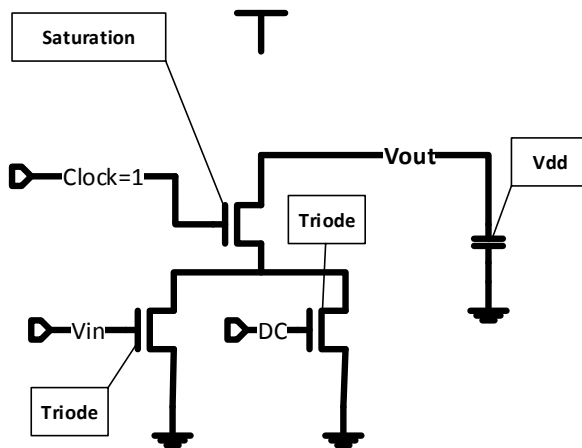 Saturation
Clock=1
Vout
Vdd
Triode
Vin
DC
Triode